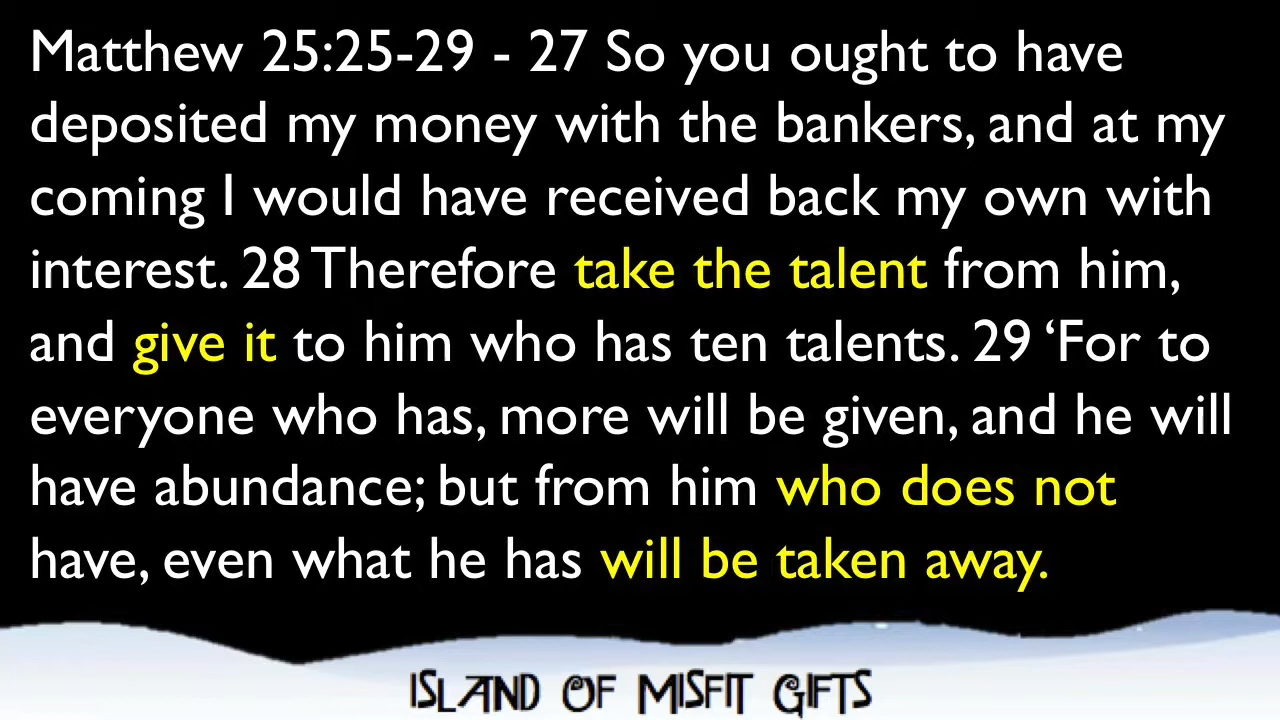 Matthew 25:25-29 - 27 So you ought to have
deposited my money with the bankers, and at my
coming I would have received back my own with
interest. 28 Therefore take the talent from him,
and give it to him who has ten talents. 29 ‘For to
everyone who has, more will be given, and he will
have abundance; but from him who does not
have, even what he has will be taken away.
ISLAND OF MISFIT GIFTS